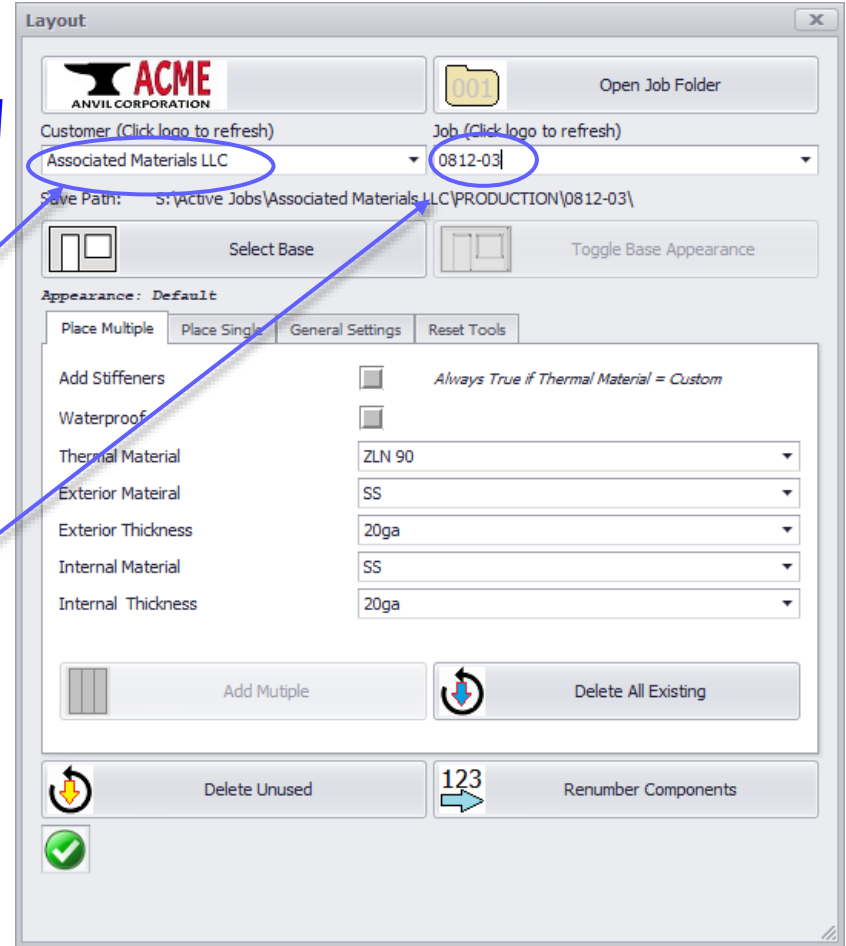 Layout
ACME
ANVIL CORPORATION
001 Open Job Folder
Customer (Click logo to refresh) Job (Click logo to refresh)
Associated Materials LLC 0812-03
Save Path: S:\Active Jobs\Associated Materials LLC\PRODUCTION\0812-03\
Select Base Toggle Base Appearance
Appearance: Default
Place Multiple Place Single General Settings Reset Tools
Add Stiffeners Always True if Thermal Material = Custom
Waterproof
Thermal Material ZLN 90
Exterior Mateiral SS
Exterior Thickness 20ga
Internal Material SS
Internal Thickness 20ga
Add Mutiple Delete All Existing
Delete Unused 123 Renumber Components